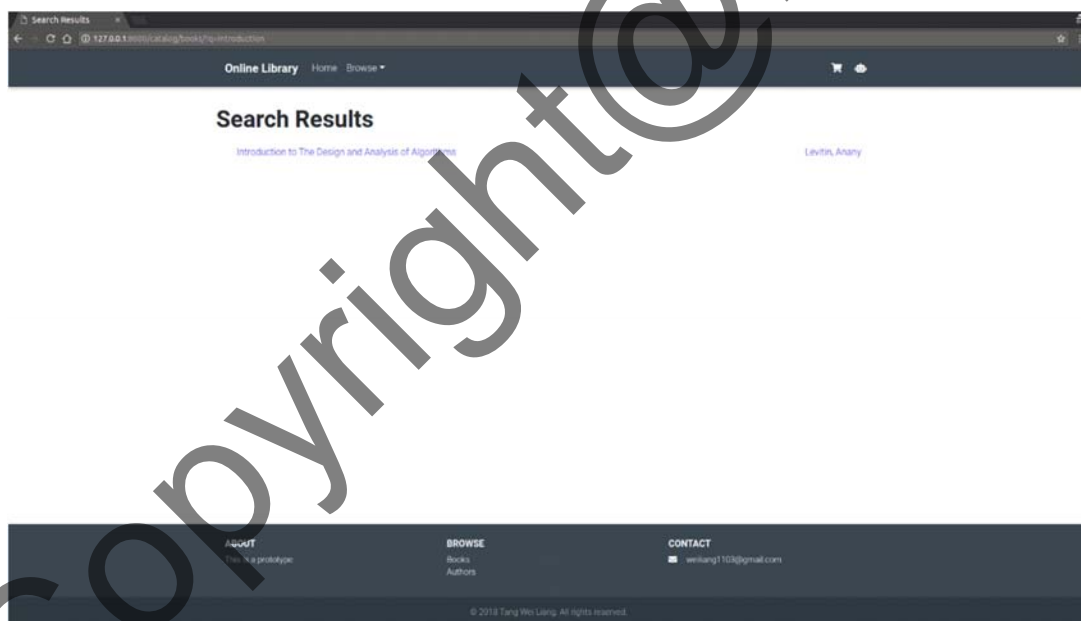 Search Results
127.0.0.1:8000/catalog/books/?q=introduction
Online Library Home Browse
Search Results
Introduction to The Design and Analysis of Algorithms Levitin, Anany
ABOUT BROWSE CONTACT
This is a prototype Books weiliang1103@gmail.com
Authors
© 2018 Tang Wei Liang. All rights reserved.
Copyright@